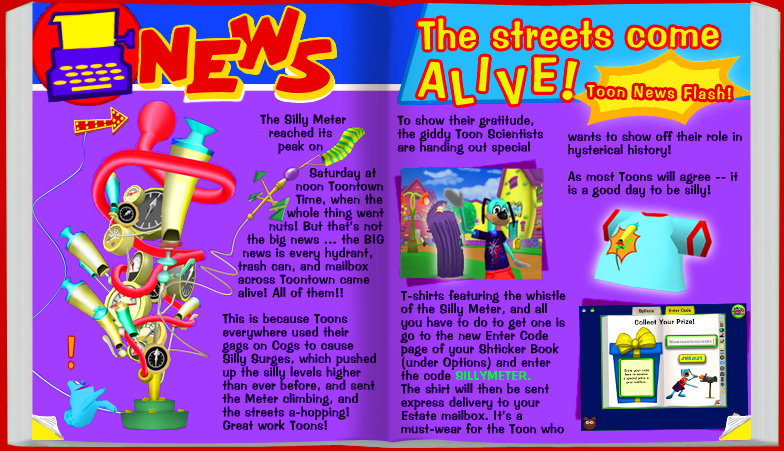 NEWS
The Silly Meter
reached its
peak on
Saturday at
noon Toontown
Time, when the
whole thing went
nuts! But that's not
the big news ... the BIG
news is every hydrant,
trash can, and mailbox
across Toontown came
alive! All of them!!
This is because Toons
everywhere used their
gags on Cogs to cause
Silly Surges, which pushed
up the silly levels higher
than ever before, and sent
the Meter climbing, and
the streets a-hopping!
Great work Toons!
!
The streets come
ALIVE!
Toon News Flash!
To show their gratitude,
the giddy Toon Scientists
are handing out special
T-shirts featuring the whistle
of the Silly Meter, and all
you have to do to get one is
go to the new Enter Code
page of your Shticker Book
(under Options) and enter
the code SILLYMETER.
The shirt will then be sent
express delivery to your
Estate mailbox. It's a
must-wear for the Toon who
wants to show off their role in
hysterical history!
As most Toons will agree -- it
is a good day to be silly!
Options
Enter Code
Collect Your Prize!